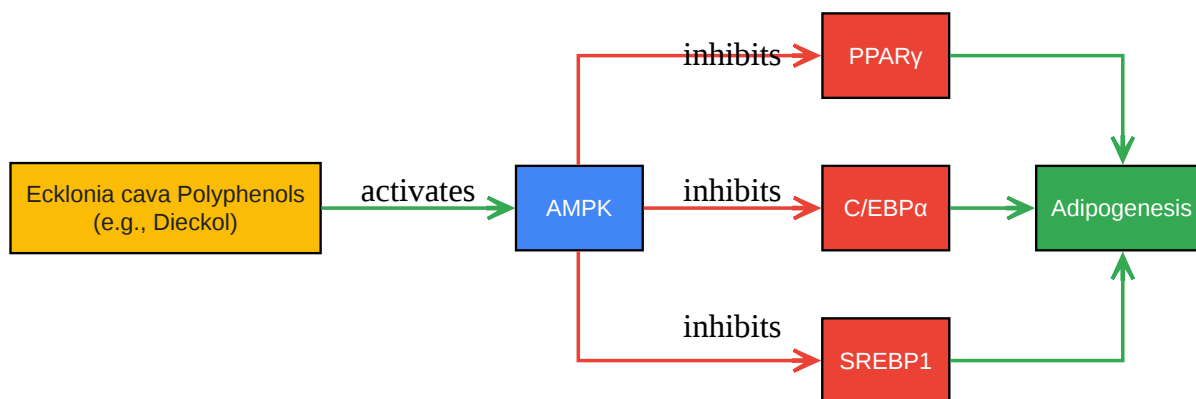 inhibits
PPARγ
Ecklonia cava Polyphenols
(e.g., Dieckol)
activates
AMPK
inhibits
C/EBPα
Adipogenesis
inhibits
SREBP1